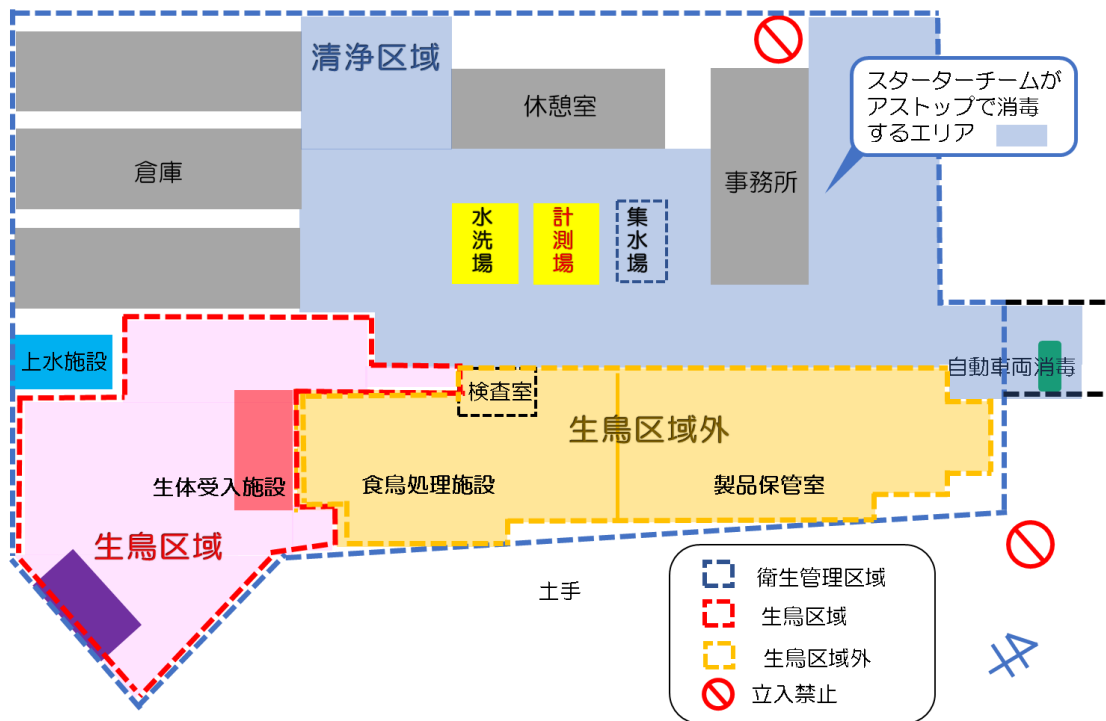 清浄区域
休憩室
スターターチームが
アストップで消毒
するエリア
倉庫
事務所
水洗場
計測場
集水場
上水施設
自動車両消毒
検査室
生鳥区域外
生体受入施設
食鳥処理施設
製品保管室
生鳥区域
土手
衛生管理区域
生鳥区域
生鳥区域外
立入禁止